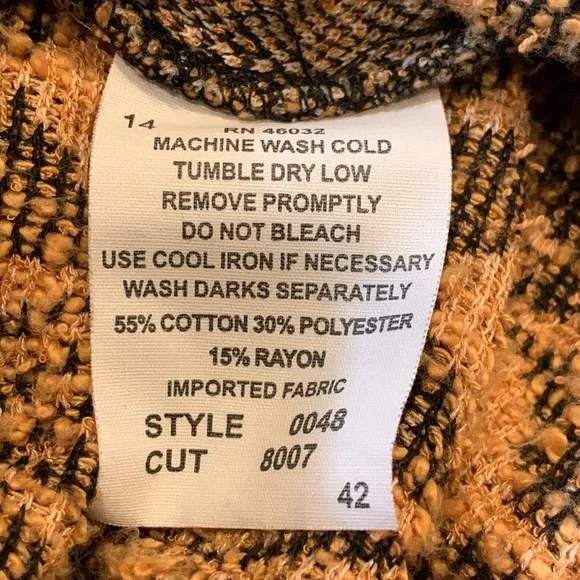 14
RN 46032
MACHINE WASH COLD
TUMBLE DRY LOW
REMOVE PROMPTLY
DO NOT BLEACH
USE COOL IRON IF NECESSARY
WASH DARKS SEPARATELY
55% COTTON 30% POLYESTER
15% RAYON
IMPORTED FABRIC
STYLE 0048
CUT 8007
42